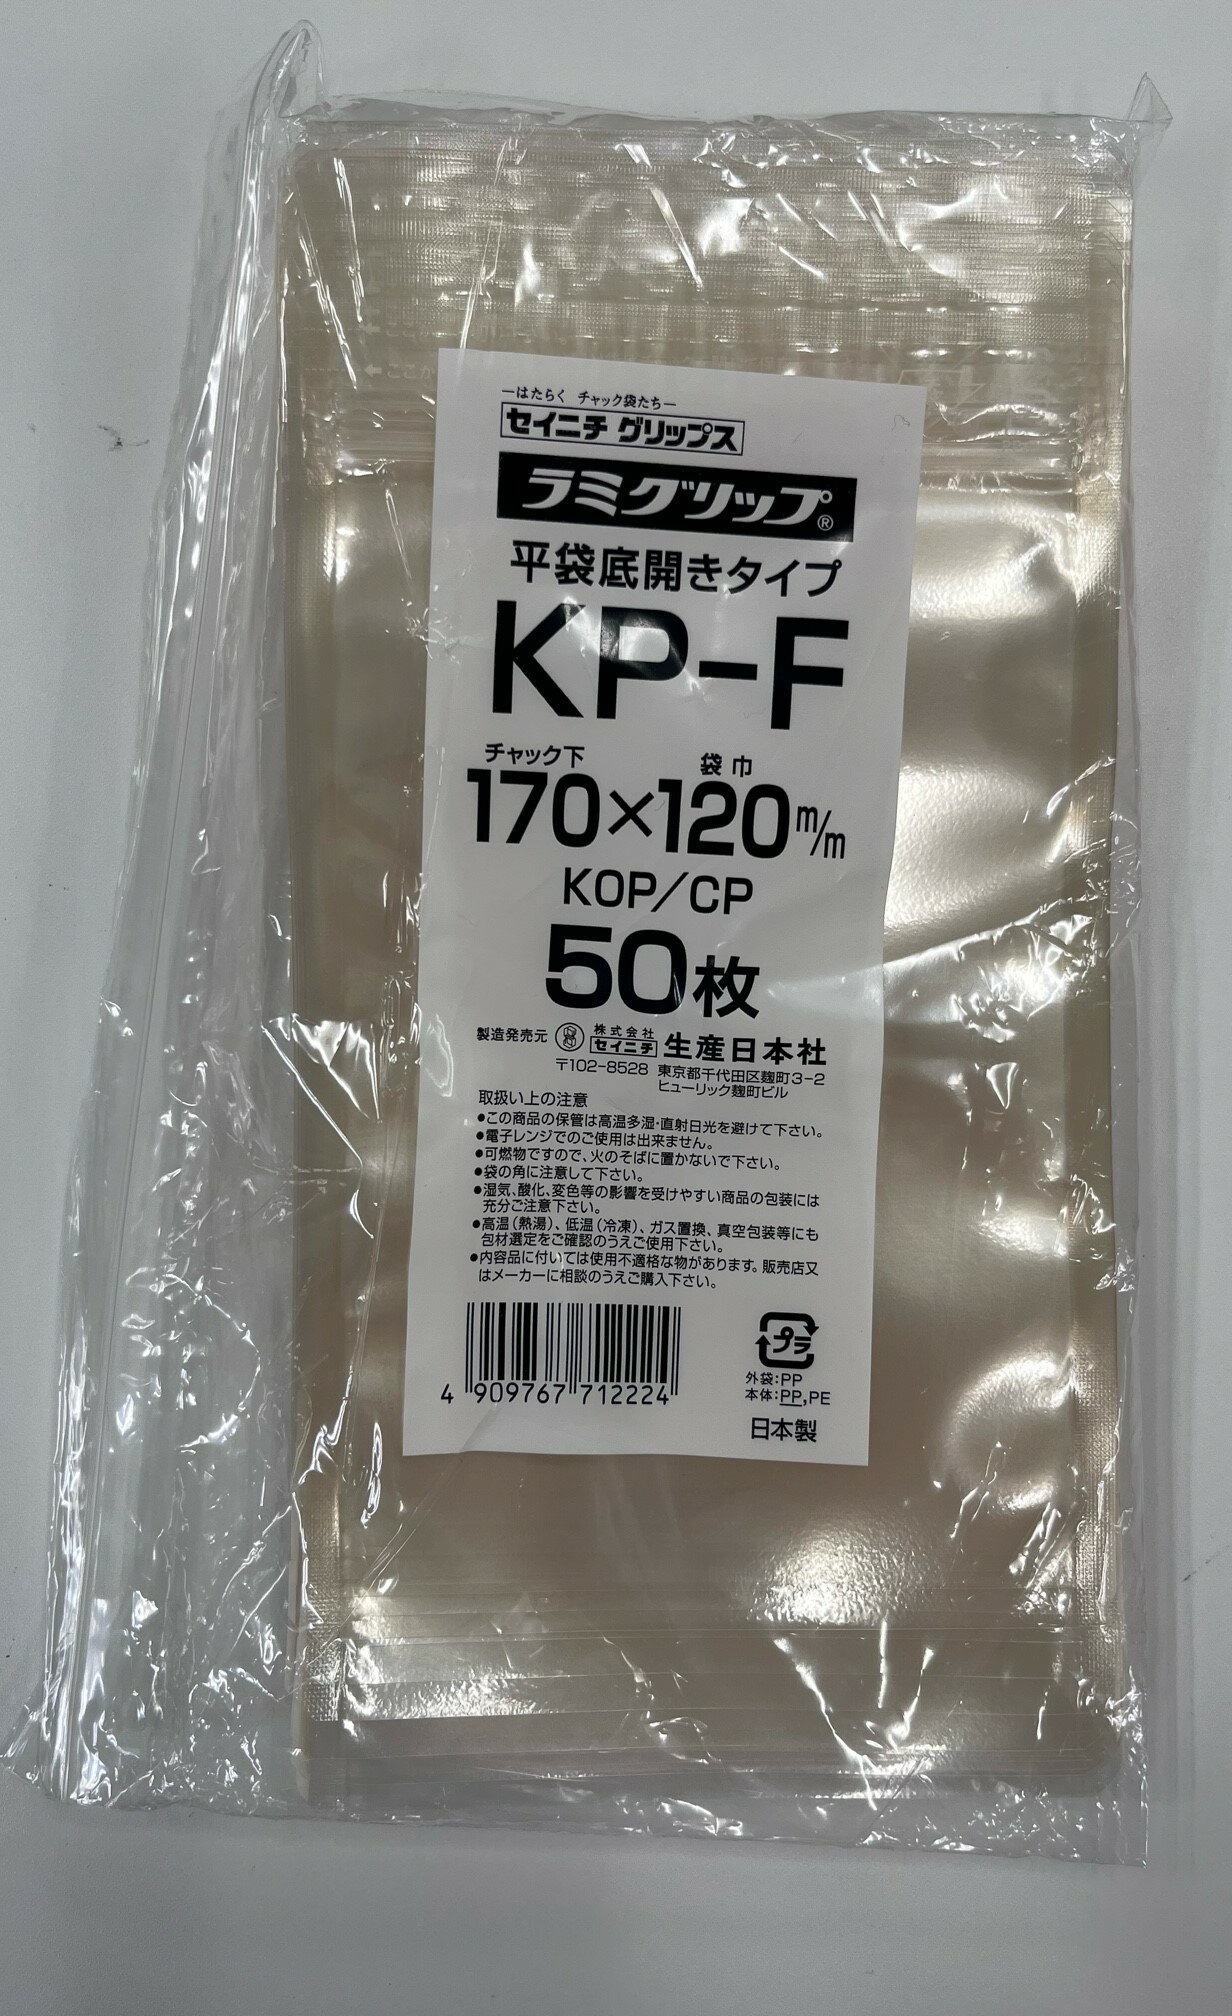 ―はたらく チャック袋たち―
セイニチ グリップス
ラミグリップ®
平袋底開きタイプ
KP-F
チャック下 袋巾
170×120m/m
KOP/CP
50枚
製造発売元 株式会社 セイニチ 生産日本社
〒102-8528 東京都千代田区麹町3-2
ヒューリック麹町ビル
取扱い上の注意
●この商品の保管は高温多湿・直射日光を避けて下さい。
●電子レンジでのご使用は出来ません。
●可燃物ですので、火のそばに置かないで下さい。
●袋の角に注意して下さい。
●湿気、酸化、変色等の影響を受けやすい商品の包装には
充分ご注意下さい。
●高温（熱湯）、低温（冷凍）、ガス置換、真空包装等にも
包材選定をご確認のうえご使用下さい。
●内容品に付いては使用不適格な物があります。販売店又
はメーカーに相談のうえご購入下さい。
4 909767 712224
プラ
外袋:PP
本体:PP,PE
日本製